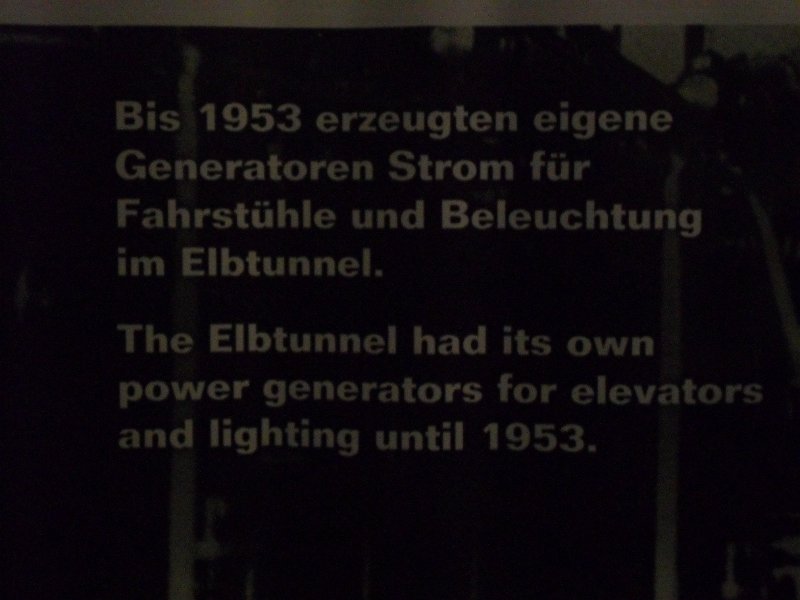 Bis 1953 erzeugten eigene
Generatoren Strom für
Fahrstühle und Beleuchtung
im Elbtunnel.
The Elbtunnel had its own
power generators for elevators
and lighting until 1953.